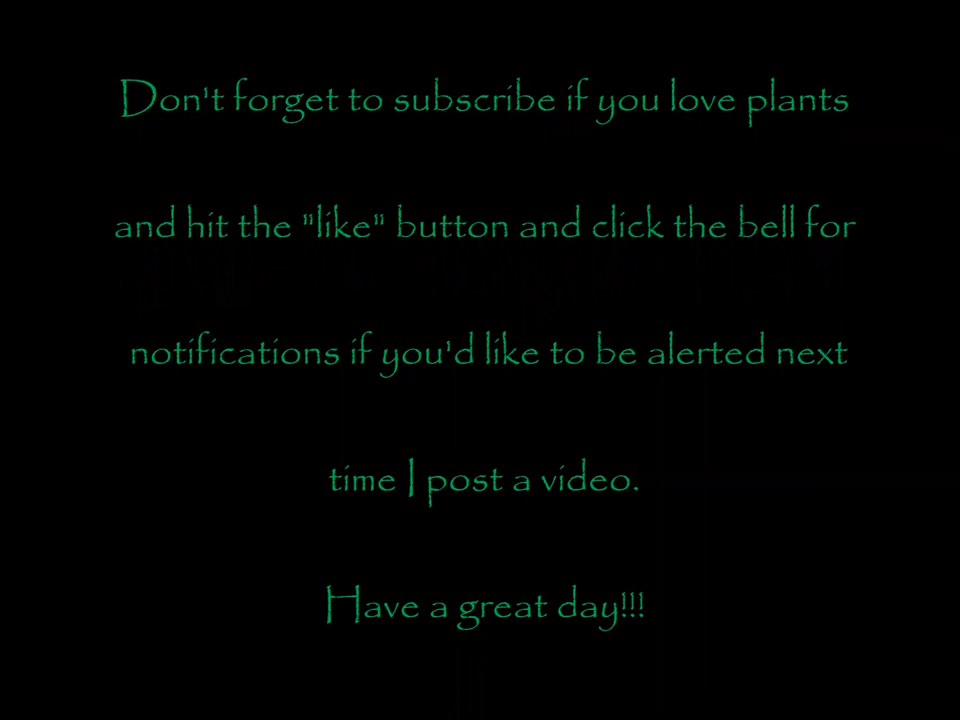 Don't forget to subscribe if you love plants
and hit the "like" button and click the bell for
notifications if you'd like to be alerted next
time I post a video.
Have a great day!!!